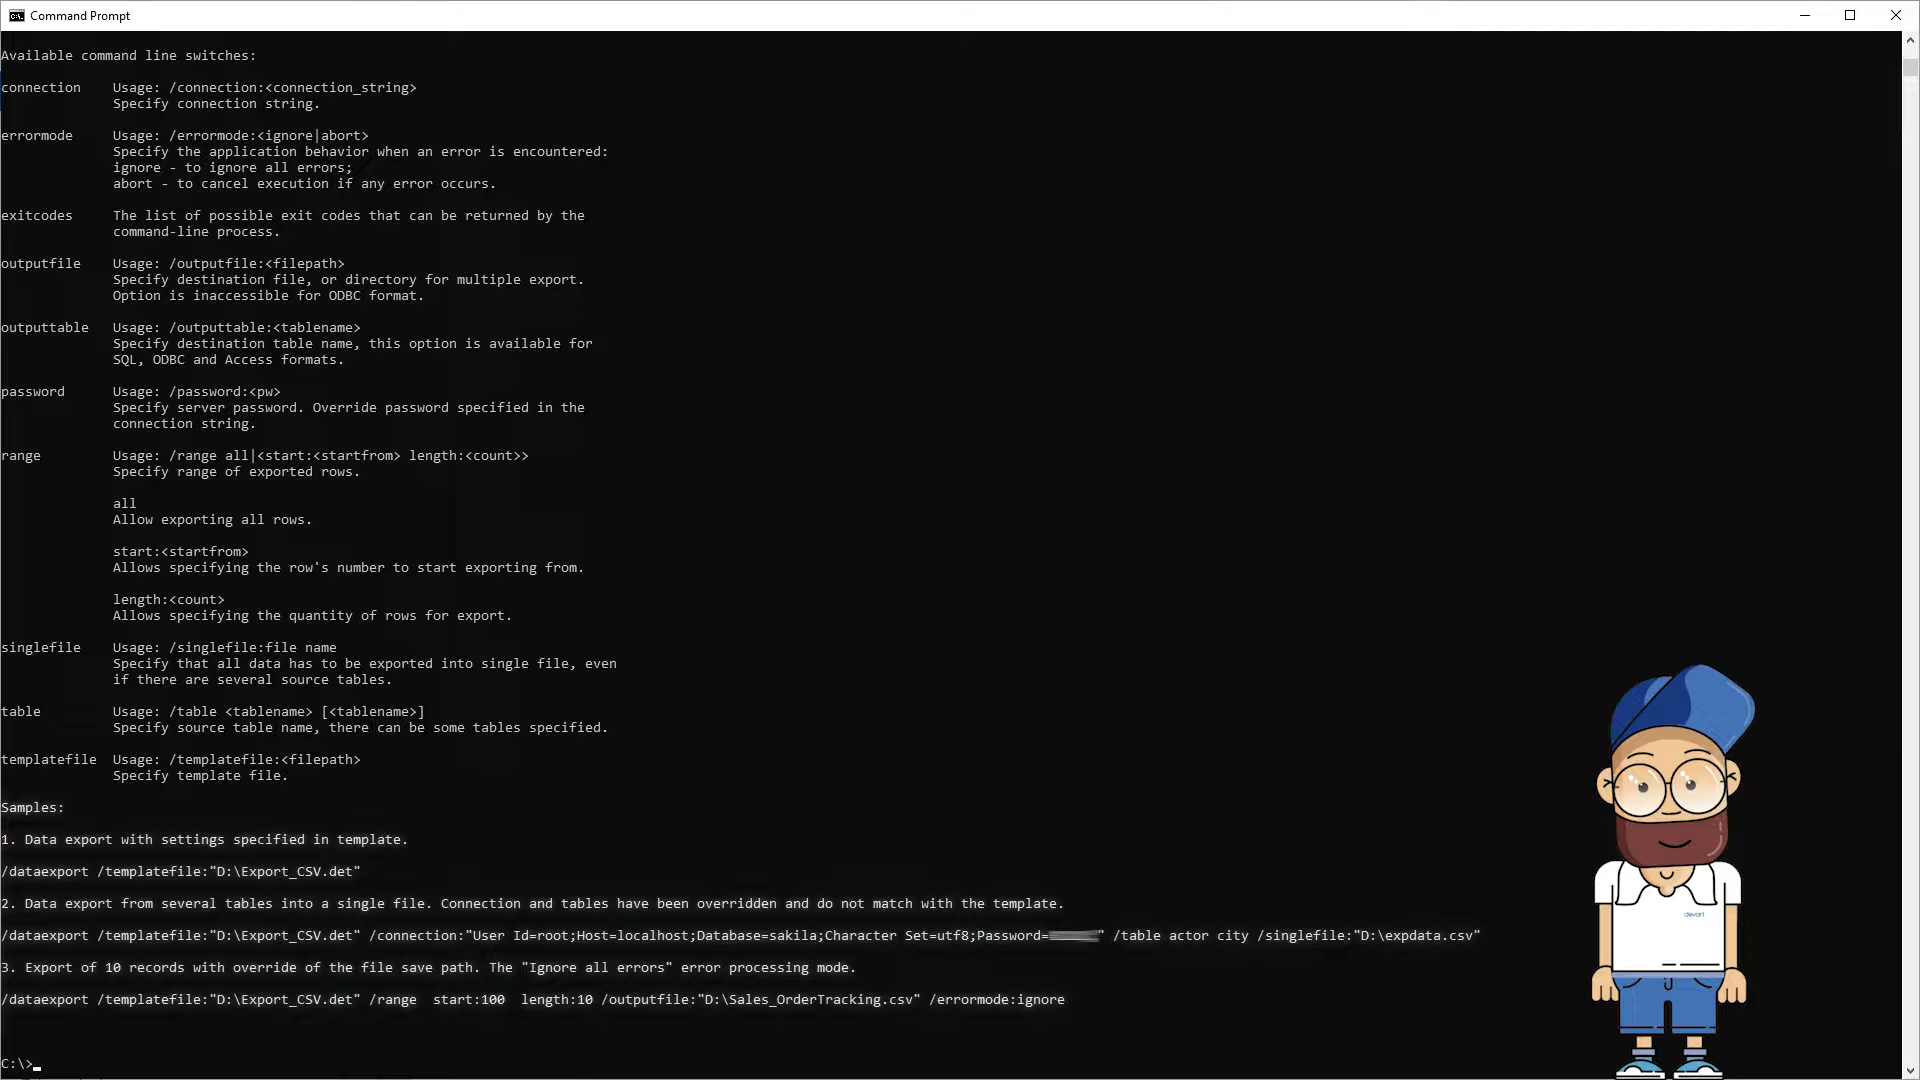 Command Prompt
Available command line switches:
connection    Usage: /connection:<connection_string>
              Specify connection string.
errormode     Usage: /errormode:<ignore|abort>
              Specify the application behavior when an error is encountered:
              ignore - to ignore all errors;
              abort - to cancel execution if any error occurs.
exitcodes     The list of possible exit codes that can be returned by the
              command-line process.
outputfile    Usage: /outputfile:<filepath>
              Specify destination file, or directory for multiple export.
              Option is inaccessible for ODBC format.
outputtable   Usage: /outputtable:<tablename>
              Specify destination table name, this option is available for
              SQL, ODBC and Access formats.
password      Usage: /password:<pw>
              Specify server password. Override password specified in the
              connection string.
range         Usage: /range all|<start:<startfrom> length:<count>>
              Specify range of exported rows.
              all
              Allow exporting all rows.
              start:<startfrom>
              Allows specifying the row's number to start exporting from.
              length:<count>
              Allows specifying the quantity of rows for export.
singlefile    Usage: /singlefile:file name
              Specify that all data has to be exported into single file, even
              if there are several source tables.
table         Usage: /table <tablename> [<tablename>]
              Specify source table name, there can be some tables specified.
templatefile  Usage: /templatefile:<filepath>
              Specify template file.
Samples:
1. Data export with settings specified in template.
/dataexport /templatefile:"D:\Export_CSV.det"
2. Data export from several tables into a single file. Connection and tables have been overridden and do not match with the template.
/dataexport /templatefile:"D:\Export_CSV.det" /connection:"User Id=root;Host=localhost;Database=sakila;Character Set=utf8;Password=" /table actor city /singlefile:"D:\expdata.csv"
3. Export of 10 records with override of the file save path. The "Ignore all errors" error processing mode.
/dataexport /templatefile:"D:\Export_CSV.det" /range  start:100  length:10 /outputfile:"D:\Sales_OrderTracking.csv" /errormode:ignore
C:\>
devart